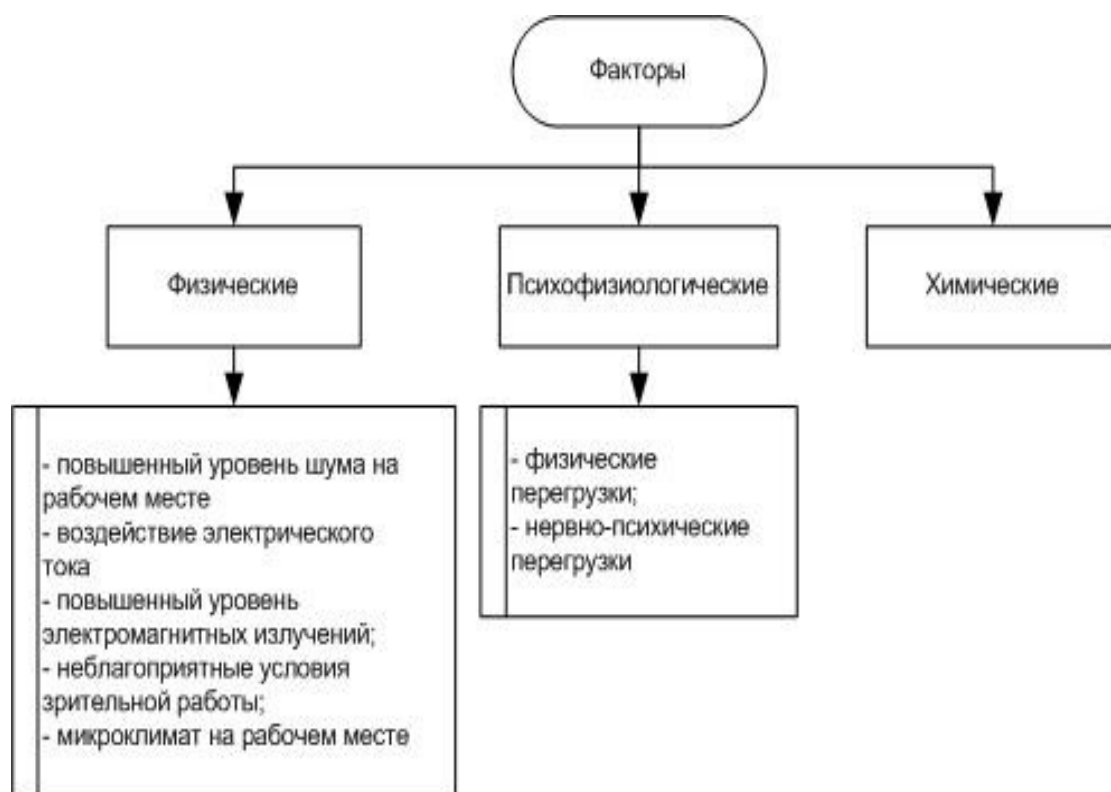 Факторы
Физические
Психофизиологические
Химические
- повышенный уровень шума на
рабочем месте
- воздействие электрического
тока
- повышенный уровень
электромагнитных излучений;
- неблагоприятные условия
зрительной работы;
- микроклимат на рабочем месте
- физические
перегрузки;
- нервно-психические
перегрузки